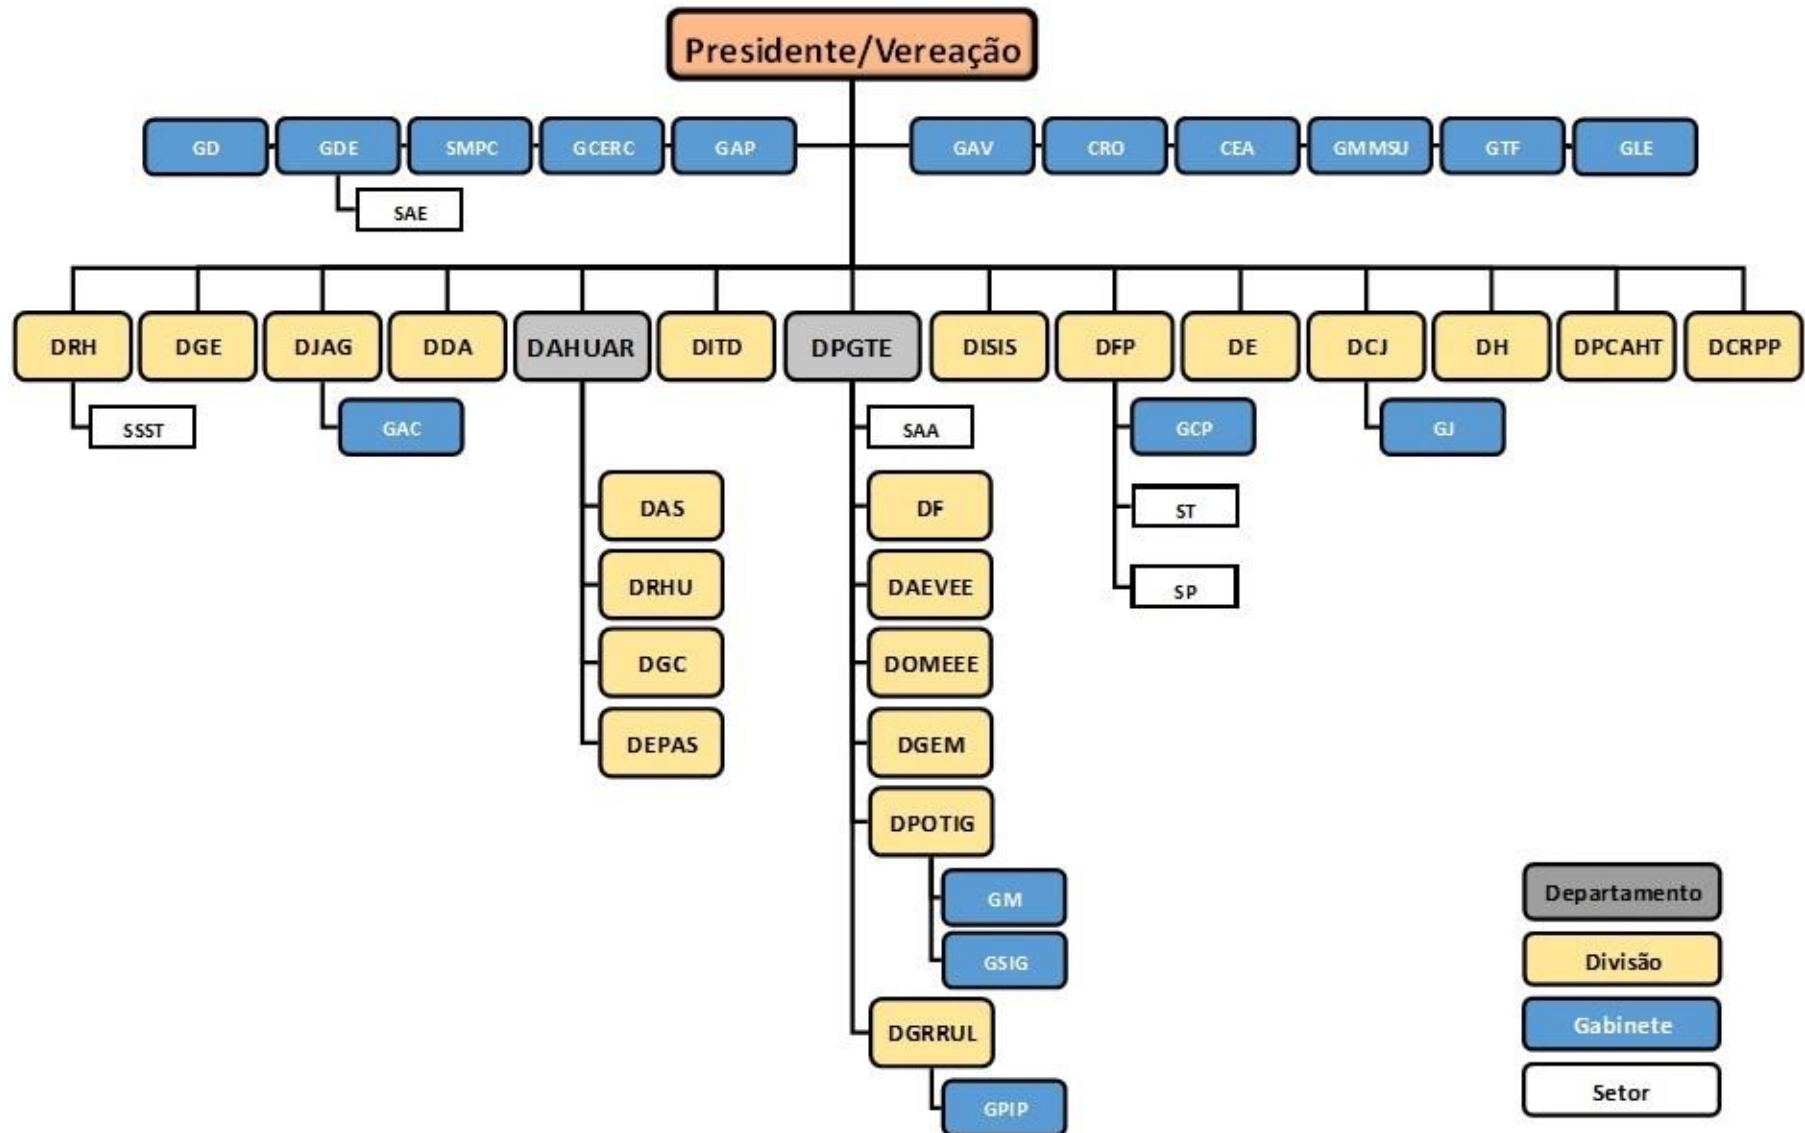 Presidente/Vereação
GD GDE SMPC GCERC GAP GAV CRO CEA GMMSU GTF GLE
SAE
DRH DGE DJAG DDA DAHUAR DITD DPGTE DISIS DFP DE DCJ DH DPCAHT DCRPP
SSST GAC SAA GCP GJ
DAS DF ST
DRHU DAEVEE SP
DGC DOMEEE
DEPAS DGEM
DPOTIG
GM
GSIG
DGRRUL
GPIP
Departamento
Divisão
Gabinete
Setor